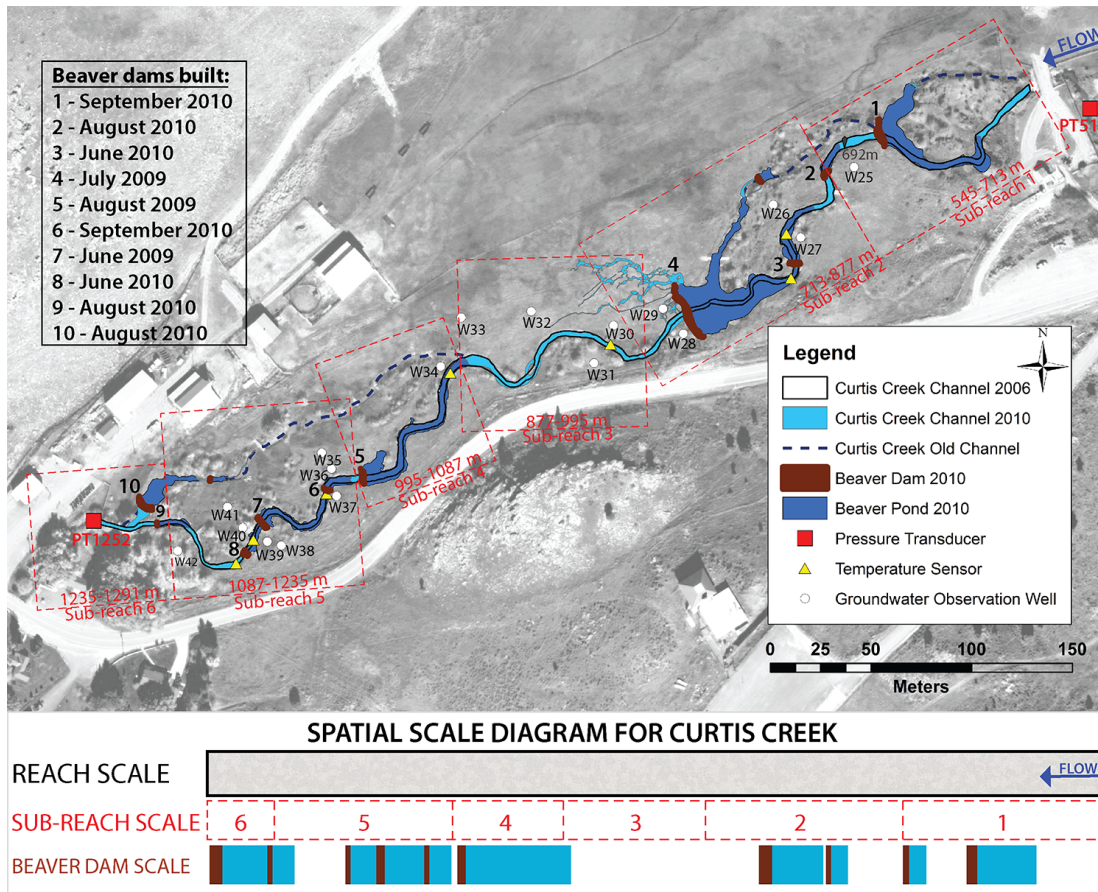 Beaver dams built:
1 - September 2010
2 - August 2010
3 - June 2010
4 - July 2009
5 - August 2009
6 - September 2010
7 - June 2009
8 - June 2010
9 - August 2010
10 - August 2010
FLOW
PT51
1
692m
W25
2
545-713 m
Sub-reach 1
W26
W27
3
713-877 m
Sub-reach 2
4
W29
W28
W30
W31
W32
W33
877-995 m
Sub-reach 3
W34
995-1087 m
Sub-reach 4
5
W35
W36
6
W37
7
W41
W40
W38
W39
8
1087-1235 m
Sub-reach 5
10
9
PT1252
W42
1235-1291 m
Sub-reach 6
N
Legend
Curtis Creek Channel 2006
Curtis Creek Channel 2010
Curtis Creek Old Channel
Beaver Dam 2010
Beaver Pond 2010
Pressure Transducer
Temperature Sensor
Groundwater Observation Well
0 25 50 100 150
Meters
SPATIAL SCALE DIAGRAM FOR CURTIS CREEK
REACH SCALE
FLOW
SUB-REACH SCALE 6 5 4 3 2 1
BEAVER DAM SCALE